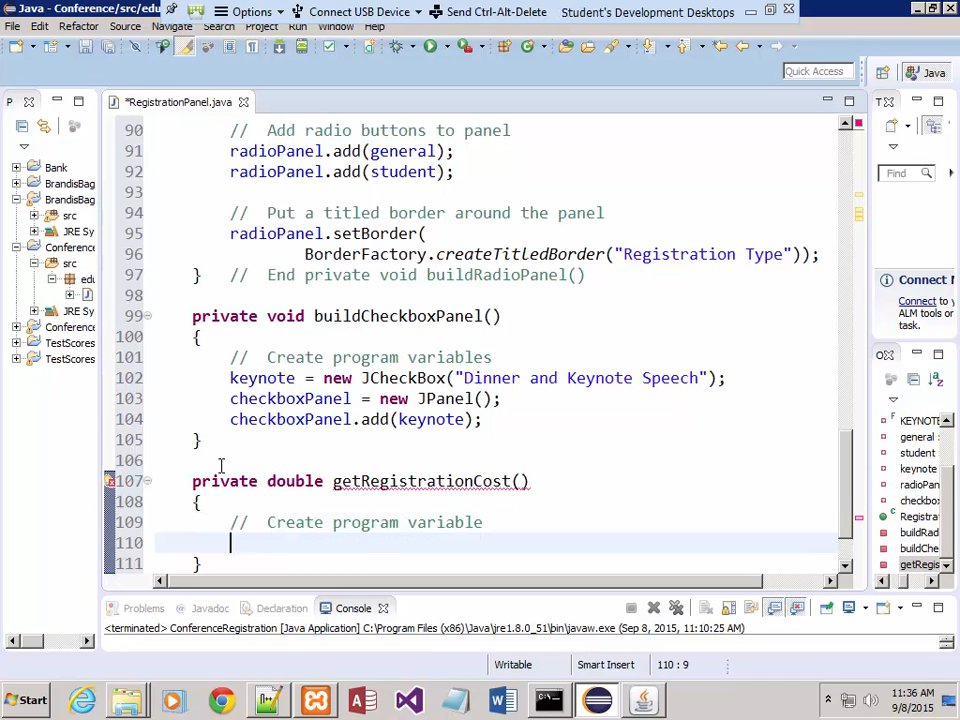 Java - Conference/src/edu
Options
Connect USB Device
Send Ctrl-Alt-Delete
Student's Development Desktops
File Edit Refactor Source Navigate Search Project Run Window Help
Quick Access
Java
P
*RegistrationPanel.java
T
Bank
BrandisBag
BrandisBag
src
JRE Sy
Conference
src
edu
JRE Sy
Conference
TestScores
TestScores
90 // Add radio buttons to panel
91 radioPanel.add(general);
92 radioPanel.add(student);
93
94 // Put a titled border around the panel
95 radioPanel.setBorder(
96 BorderFactory.createTitledBorder("Registration Type"));
97 } // End private void buildRadioPanel()
98
99 private void buildCheckboxPanel()
100 {
101 // Create program variables
102 keynote = new JCheckBox("Dinner and Keynote Speech");
103 checkboxPanel = new JPanel();
104 checkboxPanel.add(keynote);
105 }
106
107 private double getRegistrationCost()
108 {
109 // Create program variable
110
111 }
Find
Connect M
Connect to your
ALM tools or
task.
O
KEYNOTE
general :
student :
keynote
radioPan
checkbo
Registra
buildRad
buildChe
getRegis
Problems
Javadoc
Declaration
Console
<terminated> ConferenceRegistration [Java Application] C:\Program Files (x86)\Java\jre1.8.0_51\bin\javaw.exe (Sep 8, 2015, 11:10:25 AM)
Writable
Smart Insert
110 : 9
Start
11:36 AM
9/8/2015